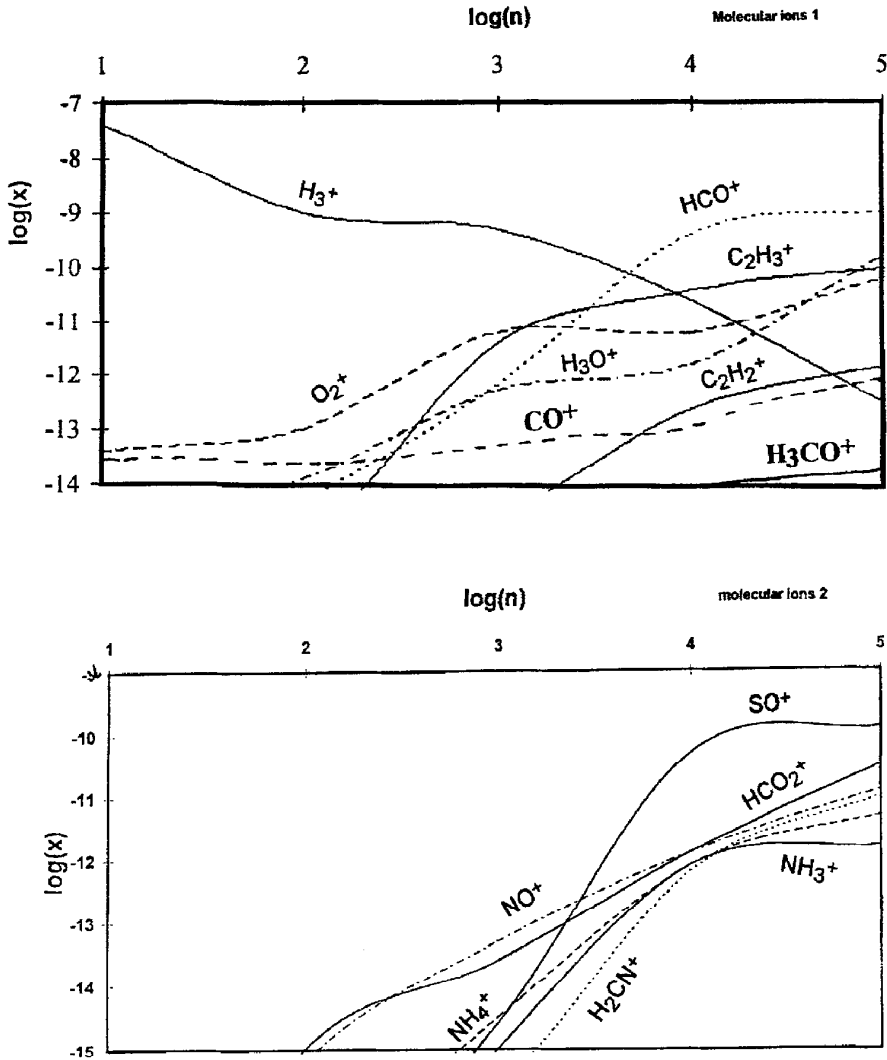 log(n)
Molecular ions 1
1 2 3 4 5
-7
-8
-9
-10
-11
-12
-13
-14
log(x)
H3+
HCO+
C2H3+
O2+
H3O+
C2H2+
CO+
H3CO+
log(n)
molecular ions 2
1 2 3 4 5
-10
-11
-12
-13
-14
-15
log(x)
SO+
HCO2+
NO+
NH3+
NH4+
H2CN+